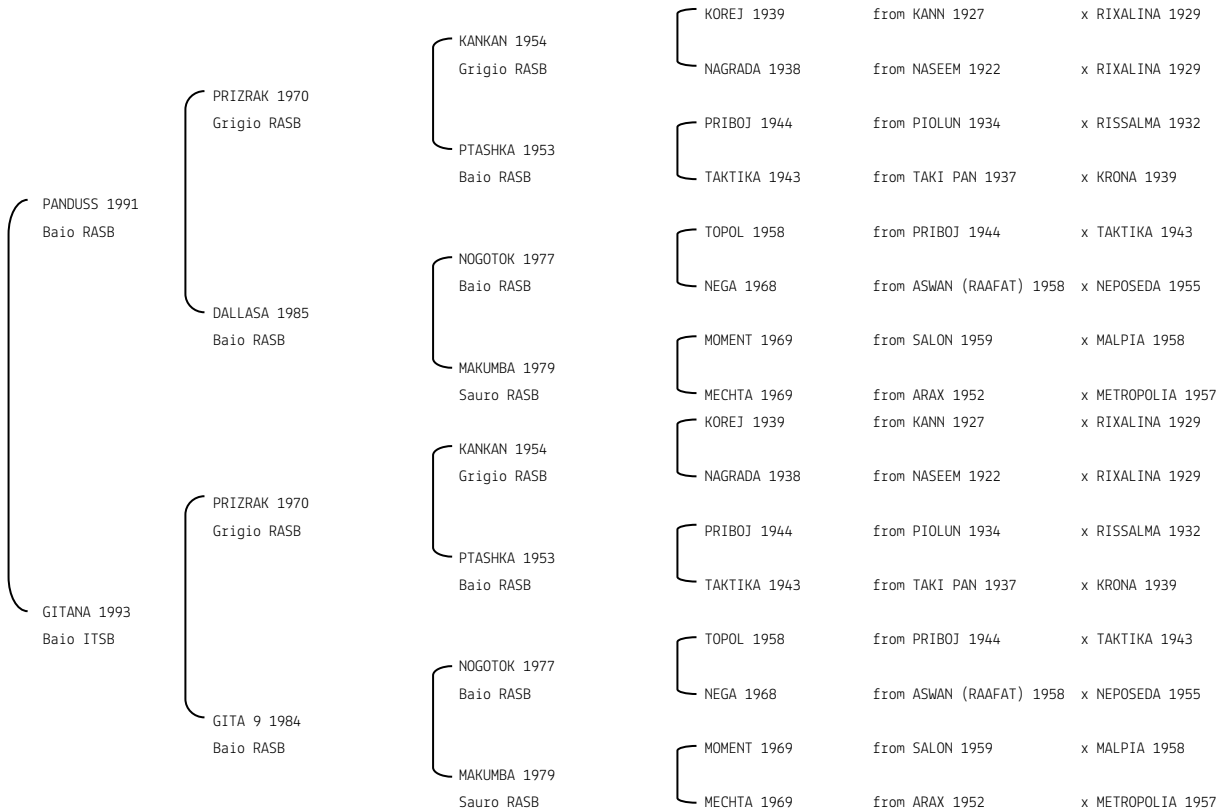 KOREJ 1939 from KANN 1927 x RIXALINA 1929
KANKAN 1954
Grigio RASB NAGRADA 1938 from NASEEM 1922 x RIXALINA 1929
PRIZRAK 1970
Grigio RASB PRIBOJ 1944 from PIOLUN 1934 x RISSALMA 1932
PTASHKA 1953
Baio RASB TAKTIKA 1943 from TAKI PAN 1937 x KRONA 1939
PANDUSS 1991
Baio RASB TOPOL 1958 from PRIBOJ 1944 x TAKTIKA 1943
NOGOTOK 1977
Baio RASB NEGA 1968 from ASWAN (RAAFAT) 1958 x NEPOSEDA 1955
DALLASA 1985
Baio RASB MOMENT 1969 from SALON 1959 x MALPIA 1958
MAKUMBA 1979
Sauro RASB MECHTA 1969 from ARAX 1952 x METROPOLIA 1957
KOREJ 1939 from KANN 1927 x RIXALINA 1929
KANKAN 1954
Grigio RASB NAGRADA 1938 from NASEEM 1922 x RIXALINA 1929
PRIZRAK 1970
Grigio RASB PRIBOJ 1944 from PIOLUN 1934 x RISSALMA 1932
PTASHKA 1953
Baio RASB TAKTIKA 1943 from TAKI PAN 1937 x KRONA 1939
GITANA 1993
Baio ITSB TOPOL 1958 from PRIBOJ 1944 x TAKTIKA 1943
NOGOTOK 1977
Baio RASB NEGA 1968 from ASWAN (RAAFAT) 1958 x NEPOSEDA 1955
GITA 9 1984
Baio RASB MOMENT 1969 from SALON 1959 x MALPIA 1958
MAKUMBA 1979
Sauro RASB MECHTA 1969 from ARAX 1952 x METROPOLIA 1957